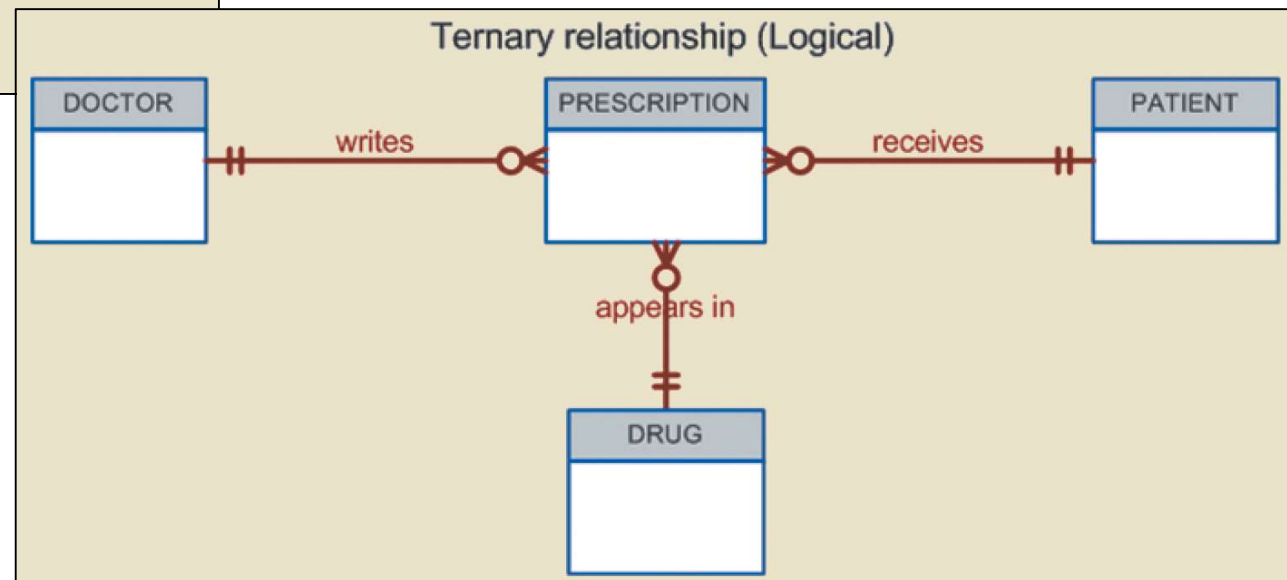 Ternary relationship (Logical)
DOCTOR
PRESCRIPTION
PATIENT
writes
receives
appears in
DRUG